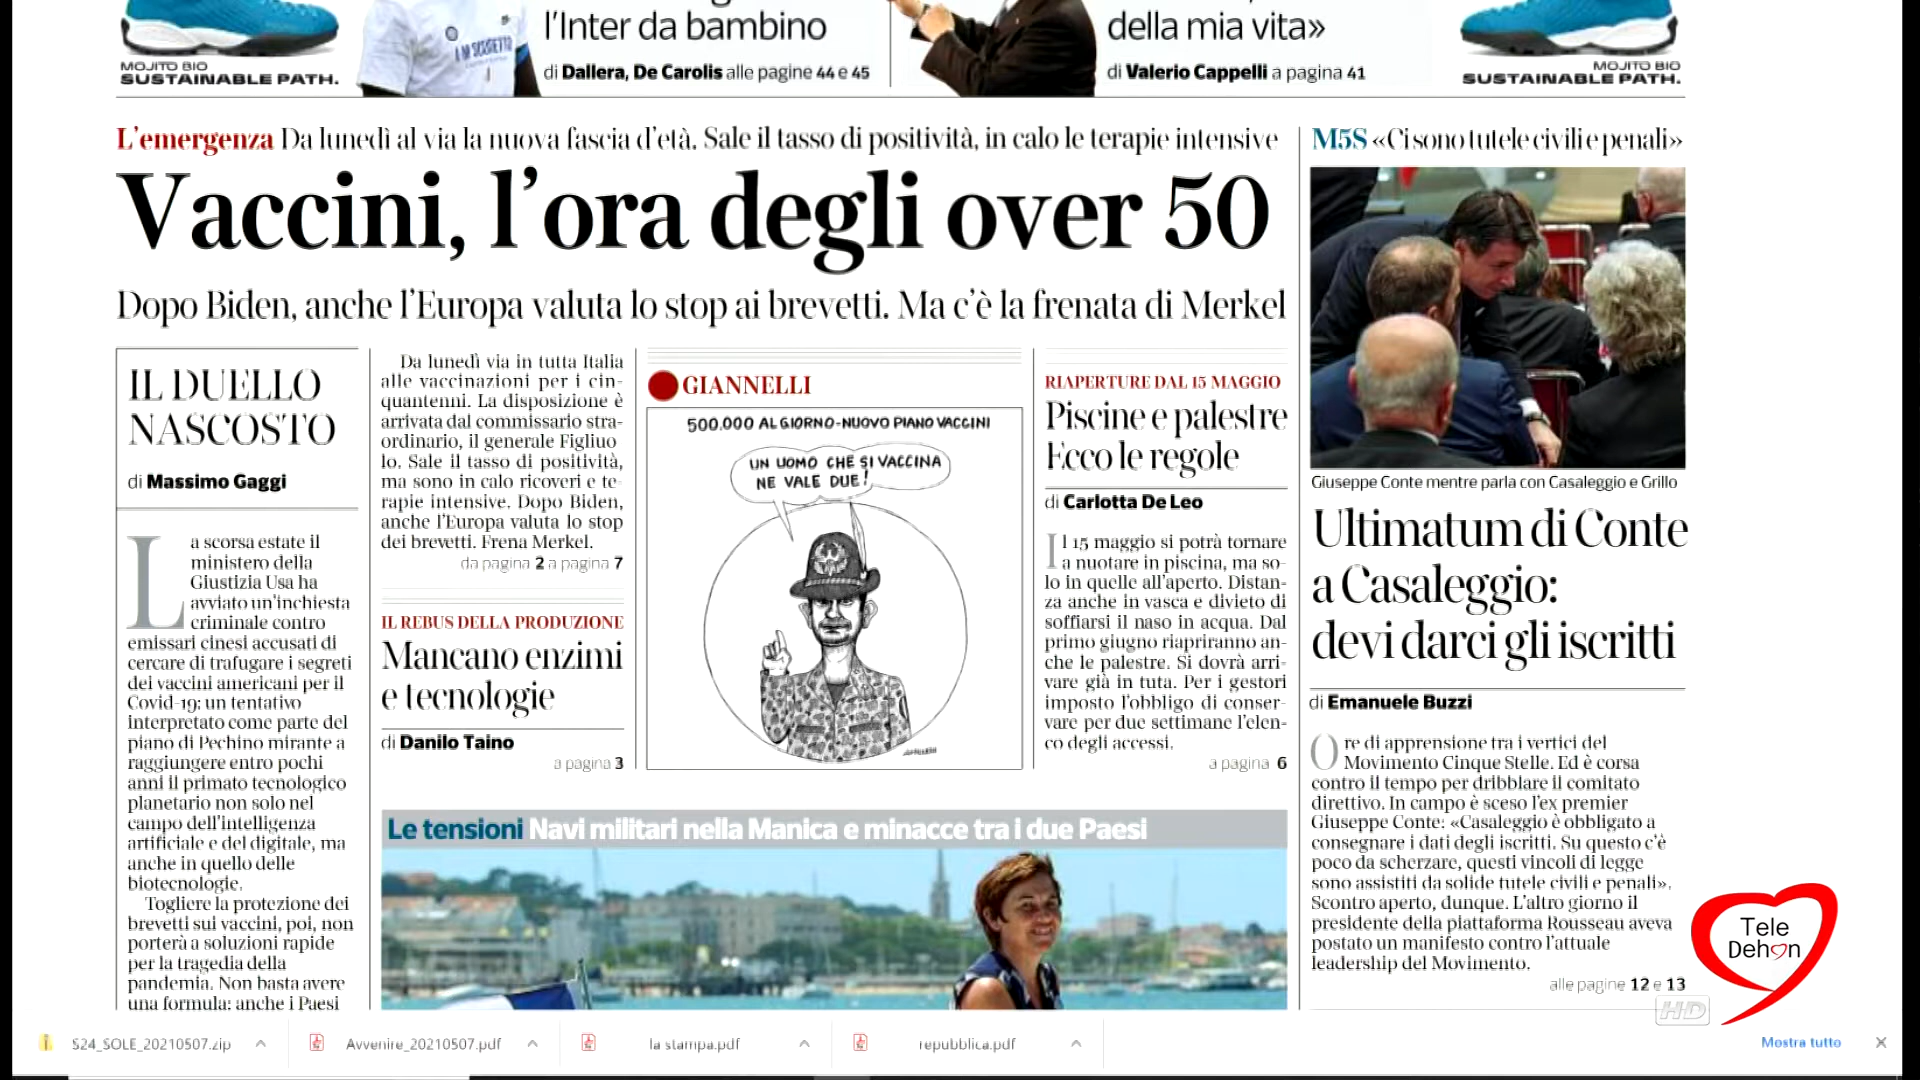 l'Inter da bambino
di Dallera, De Carolis alle pagine 44 e 45
della mia vita»
di Valerio Cappelli a pagina 41
MOJITO BIO
SUSTAINABLE PATH.
MOJITO BIO
SUSTAINABLE PATH.
L'emergenza Da lunedì al via la nuova fascia d'età. Sale il tasso di positività, in calo le terapie intensive
Vaccini, l'ora degli over 50
Dopo Biden, anche l'Europa valuta lo stop ai brevetti. Ma c'è la frenata di Merkel
IL DUELLO
NASCOSTO
di Massimo Gaggi
La scorsa estate il
ministero della
Giustizia Usa ha
avviato un'inchiesta
criminale contro
emissari cinesi accusati di
cercare di trafugare i segreti
dei vaccini americani per il
Covid-19: un tentativo
interpretato come parte del
piano di Pechino mirante a
raggiungere entro pochi
anni il primato tecnologico
planetario non solo nel
campo dell'intelligenza
artificiale e del digitale, ma
anche in quello delle
biotecnologie.
Togliere la protezione dei
brevetti sui vaccini, poi, non
porterà a soluzioni rapide
per la tragedia della
pandemia. Non basta avere
una formula: anche i Paesi
Da lunedì via in tutta Italia
alle vaccinazioni per i cin-
quantenni. La disposizione è
arrivata dal commissario stra-
ordinario, il generale Figliuo
lo. Sale il tasso di positività,
ma sono in calo ricoveri e te-
rapie intensive. Dopo Biden,
anche l'Europa valuta lo stop
dei brevetti. Frena Merkel.
da pagina 2 a pagina 7
IL REBUS DELLA PRODUZIONE
Mancano enzimi
e tecnologie
di Danilo Taino
a pagina 3
GIANNELLI
500.000 AL GIORNO-NUOVO PIANO VACCINI
UN UOMO CHE SI VACCINA
NE VALE DUE!
RIAPERTURE DAL 15 MAGGIO
Piscine e palestre
Ecco le regole
di Carlotta De Leo
Il 15 maggio si potrà tornare
a nuotare in piscina, ma so-
lo in quelle all'aperto. Distan-
za anche in vasca e divieto di
soffiarsi il naso in acqua. Dal
primo giugno riapriranno an-
che le palestre. Si dovrà arri-
vare già in tuta. Per i gestori
imposto l'obbligo di conser-
vare per due settimane l'elen-
co degli accessi.
a pagina 6
Le tensioni Navi militari nella Manica e minacce tra i due Paesi
M5S «Ci sono tutele civili e penali»
Giuseppe Conte mentre parla con Casaleggio e Grillo
Ultimatum di Conte
a Casaleggio:
devi darci gli iscritti
di Emanuele Buzzi
Ore di apprensione tra i vertici del
Movimento Cinque Stelle. Ed è corsa
contro il tempo per dribblare il comitato
direttivo. In campo è sceso l'ex premier
Giuseppe Conte: «Casaleggio è obbligato a
consegnare i dati degli iscritti. Su questo c'è
poco da scherzare, questi vincoli di legge
sono assistiti da solide tutele civili e penali».
Scontro aperto, dunque. L'altro giorno il
presidente della piattaforma Rousseau aveva
postato un manifesto contro l'attuale
leadership del Movimento.
alle pagine 12 e 13
Tele
Dehon
HD
S24_SOLE_20210507.zip
Avvenire_20210507.pdf
la stampa.pdf
repubblica.pdf
Mostra tutto